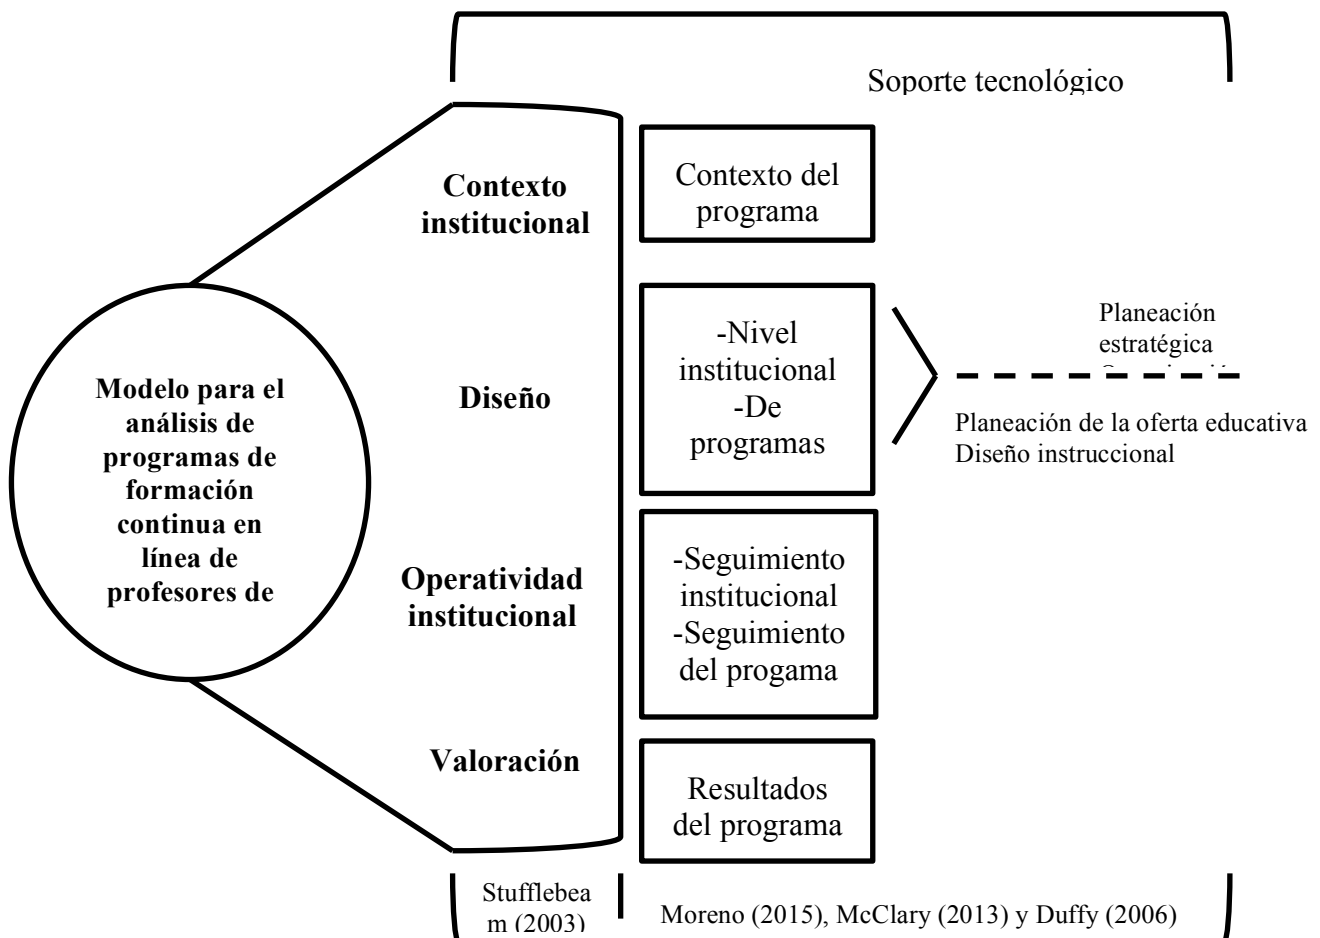 Soporte tecnológico
Contexto
institucional
Contexto del
programa
Modelo para el
análisis de
programas de
formación
continua en
línea de
profesores de
Diseño
-Nivel
institucional
-De
programas
Planeación
estratégica
Planeación de la oferta educativa
Diseño instruccional
Operatividad
institucional
-Seguimiento
institucional
-Seguimiento
del progama
Valoración
Resultados
del programa
Stufflebea
m (2003)
Moreno (2015), McClary (2013) y Duffy (2006)